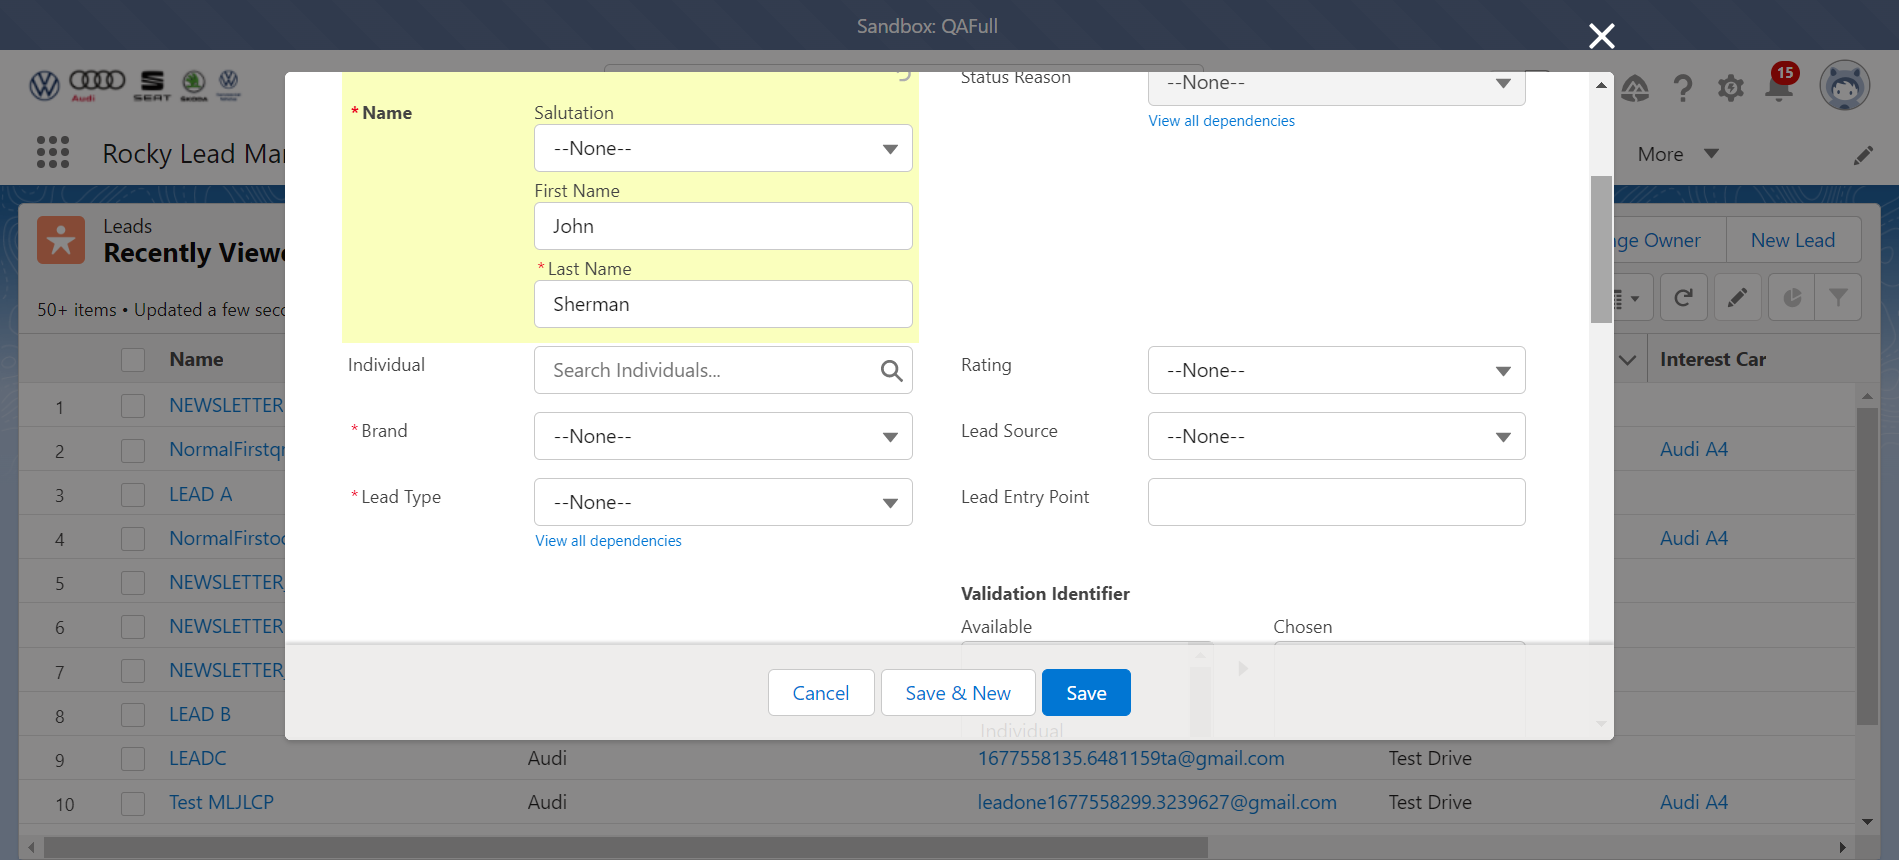 Sandbox: QAFull
Audi
SEAT
SKODA
15
Rocky Lead Mar
More
Leads
Recently Viewe
ge Owner
New Lead
50+ items • Updated a few sec
Name
Interest Car
1
NEWSLETTER
2
NormalFirstqr
Audi A4
3
LEAD A
4
NormalFirstoc
Audi A4
5
NEWSLETTER
6
NEWSLETTER
7
NEWSLETTER
8
LEAD B
9
LEADC
Audi
1677558135.6481159ta@gmail.com
Test Drive
10
Test MLJLCP
Audi
leadone1677558299.3239627@gmail.com
Test Drive
Audi A4
Status Reason
--None--
View all dependencies
* Name
Salutation
--None--
First Name
John
* Last Name
Sherman
Individual
Search Individuals...
Rating
--None--
* Brand
--None--
Lead Source
--None--
* Lead Type
--None--
View all dependencies
Lead Entry Point
Validation Identifier
Available
Chosen
Individual
Cancel
Save & New
Save